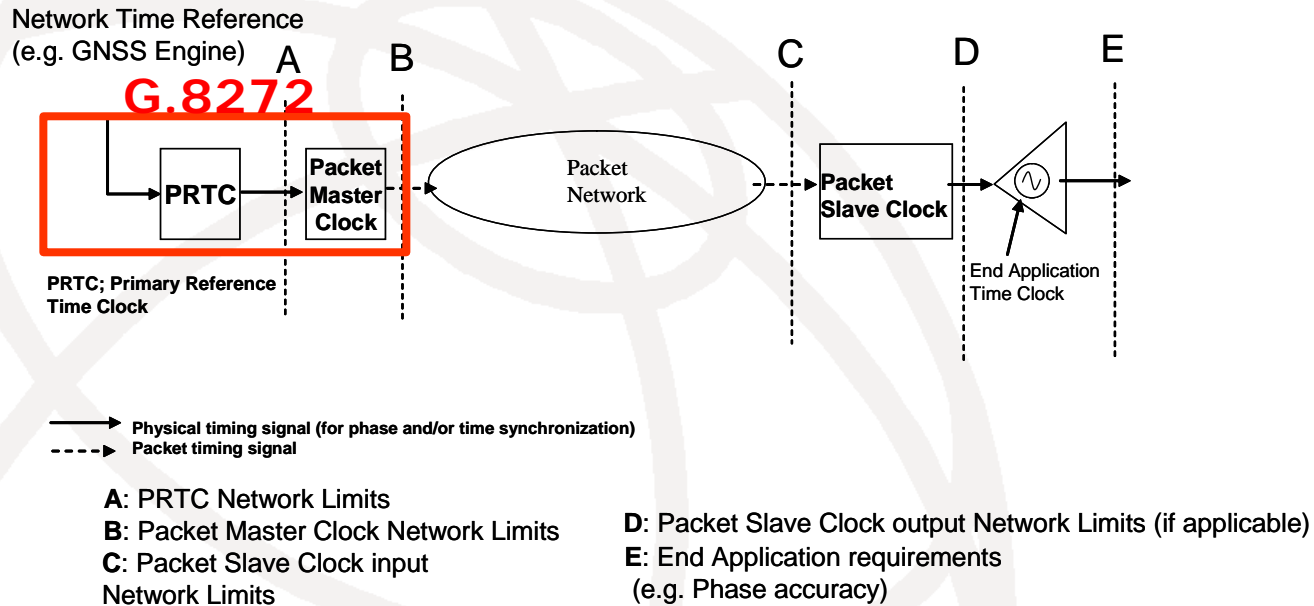 Network Time Reference
(e.g. GNSS Engine)
A
B
C
D
E
G.8272
PRTC
Packet
Master
Clock
Packet
Network
Packet
Slave Clock
End Application
Time Clock
PRTC; Primary Reference
Time Clock
Physical timing signal (for phase and/or time synchronization)
Packet timing signal
A: PRTC Network Limits
B: Packet Master Clock Network Limits
C: Packet Slave Clock input
Network Limits
D: Packet Slave Clock output Network Limits (if applicable)
E: End Application requirements
(e.g. Phase accuracy)